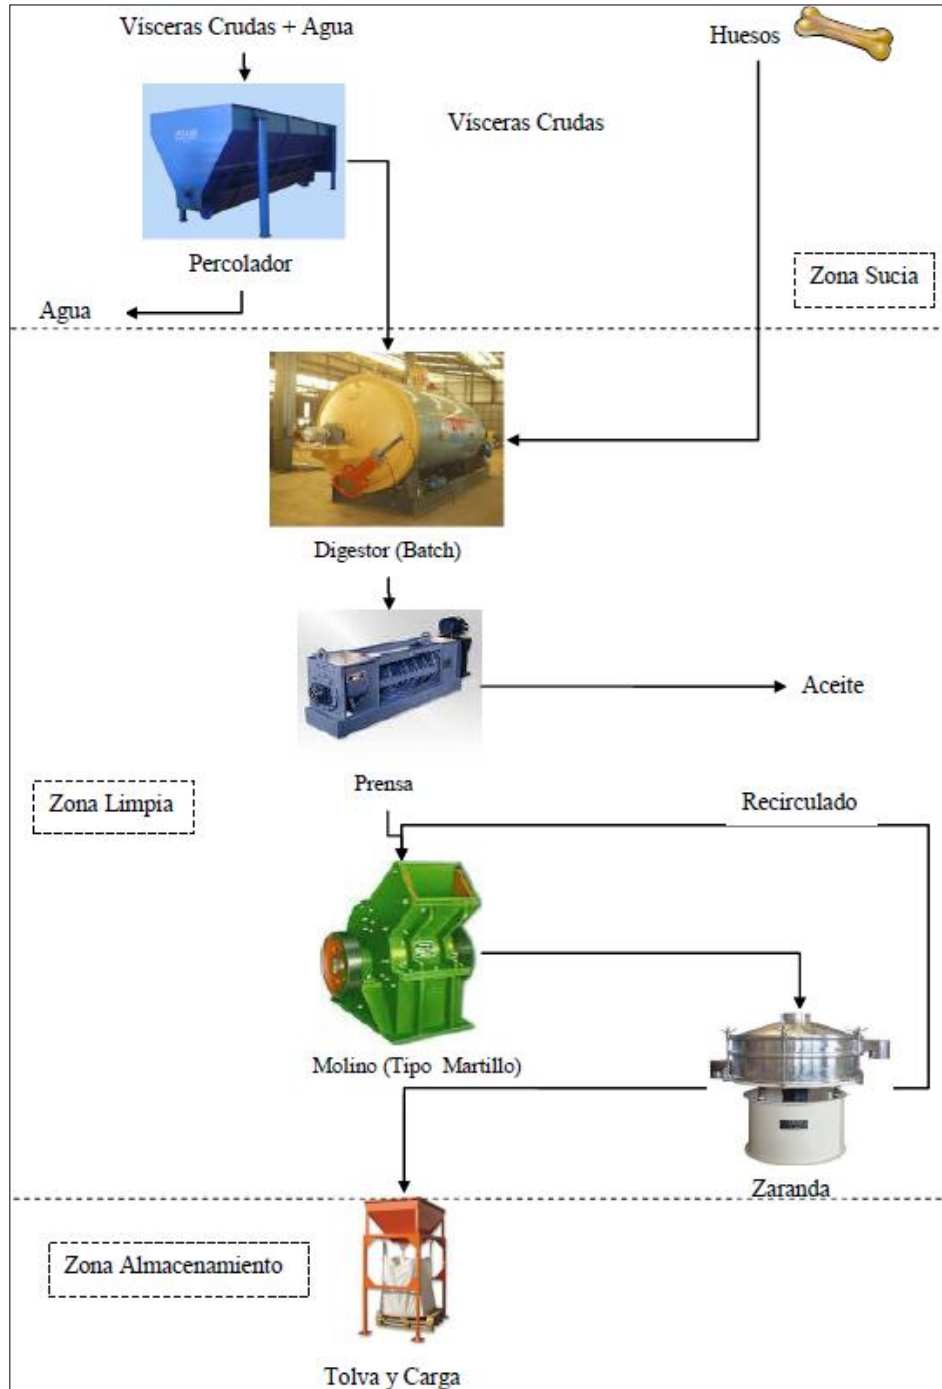 Vísceras Crudas + Agua
Huesos
Vísceras Crudas
Percolador
Zona Sucia
Agua
Digestor (Batch)
Aceite
Prensa
Zona Limpia
Recirculado
Molino (Tipo Martillo)
Zaranda
Zona Almacenamiento
Tolva y Carga